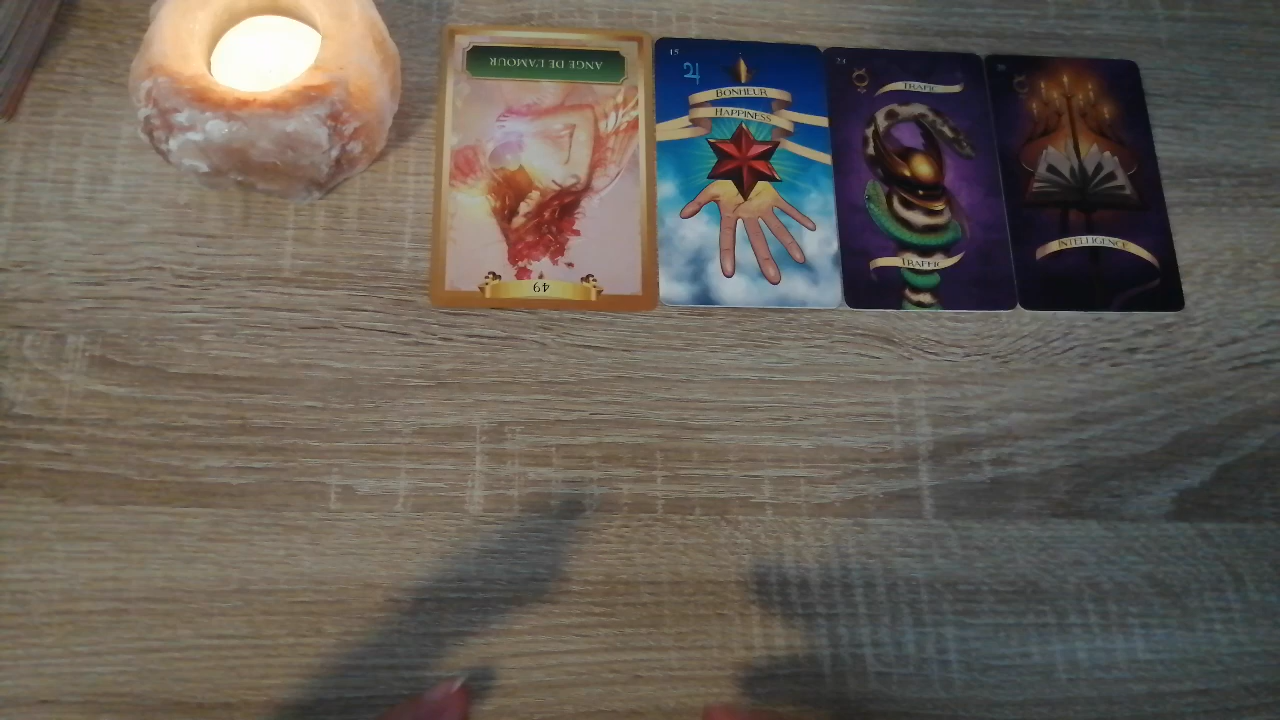 ANGE DE L'AMOUR
49
15
BONHEUR
HAPPINESS
TRAFIC
TRAFFIC
INTELLIGENCE